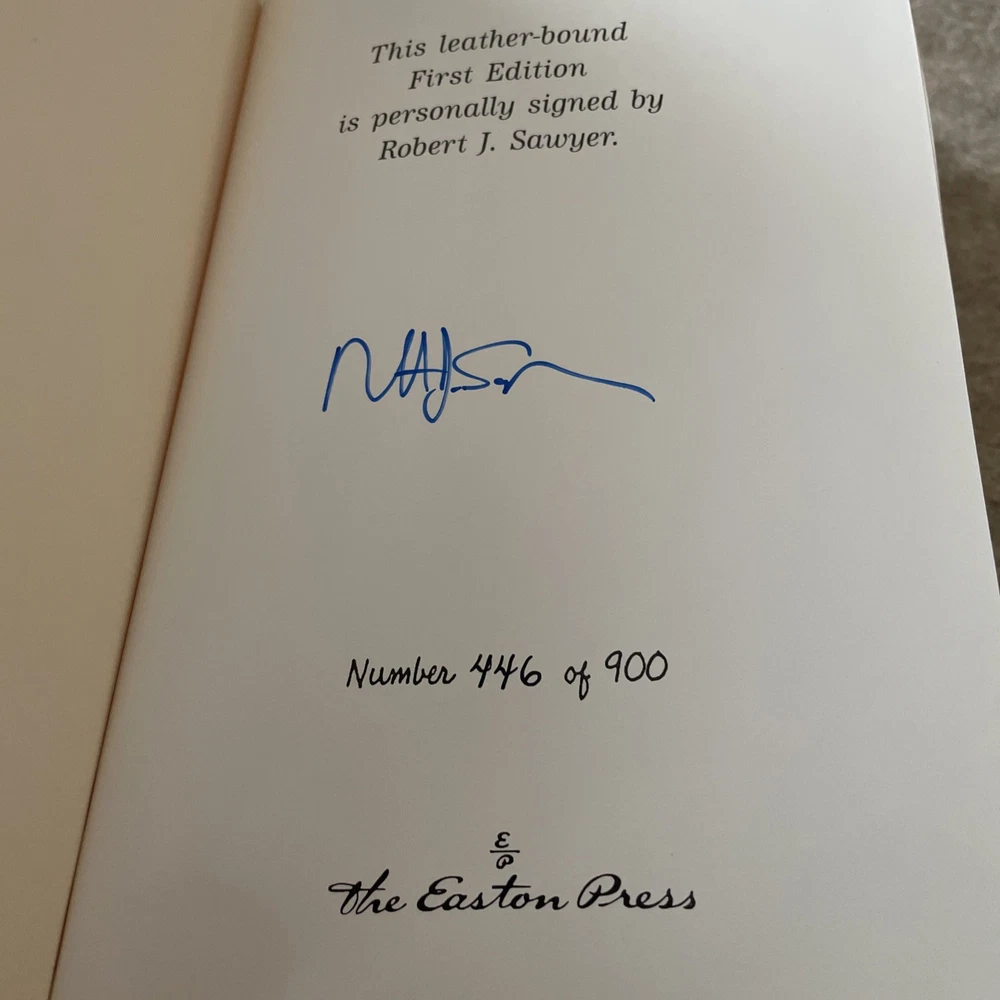 This leather-bound
First Edition
is personally signed by
Robert J. Sawyer.
Number 446 of 900
E
P
The Easton Press